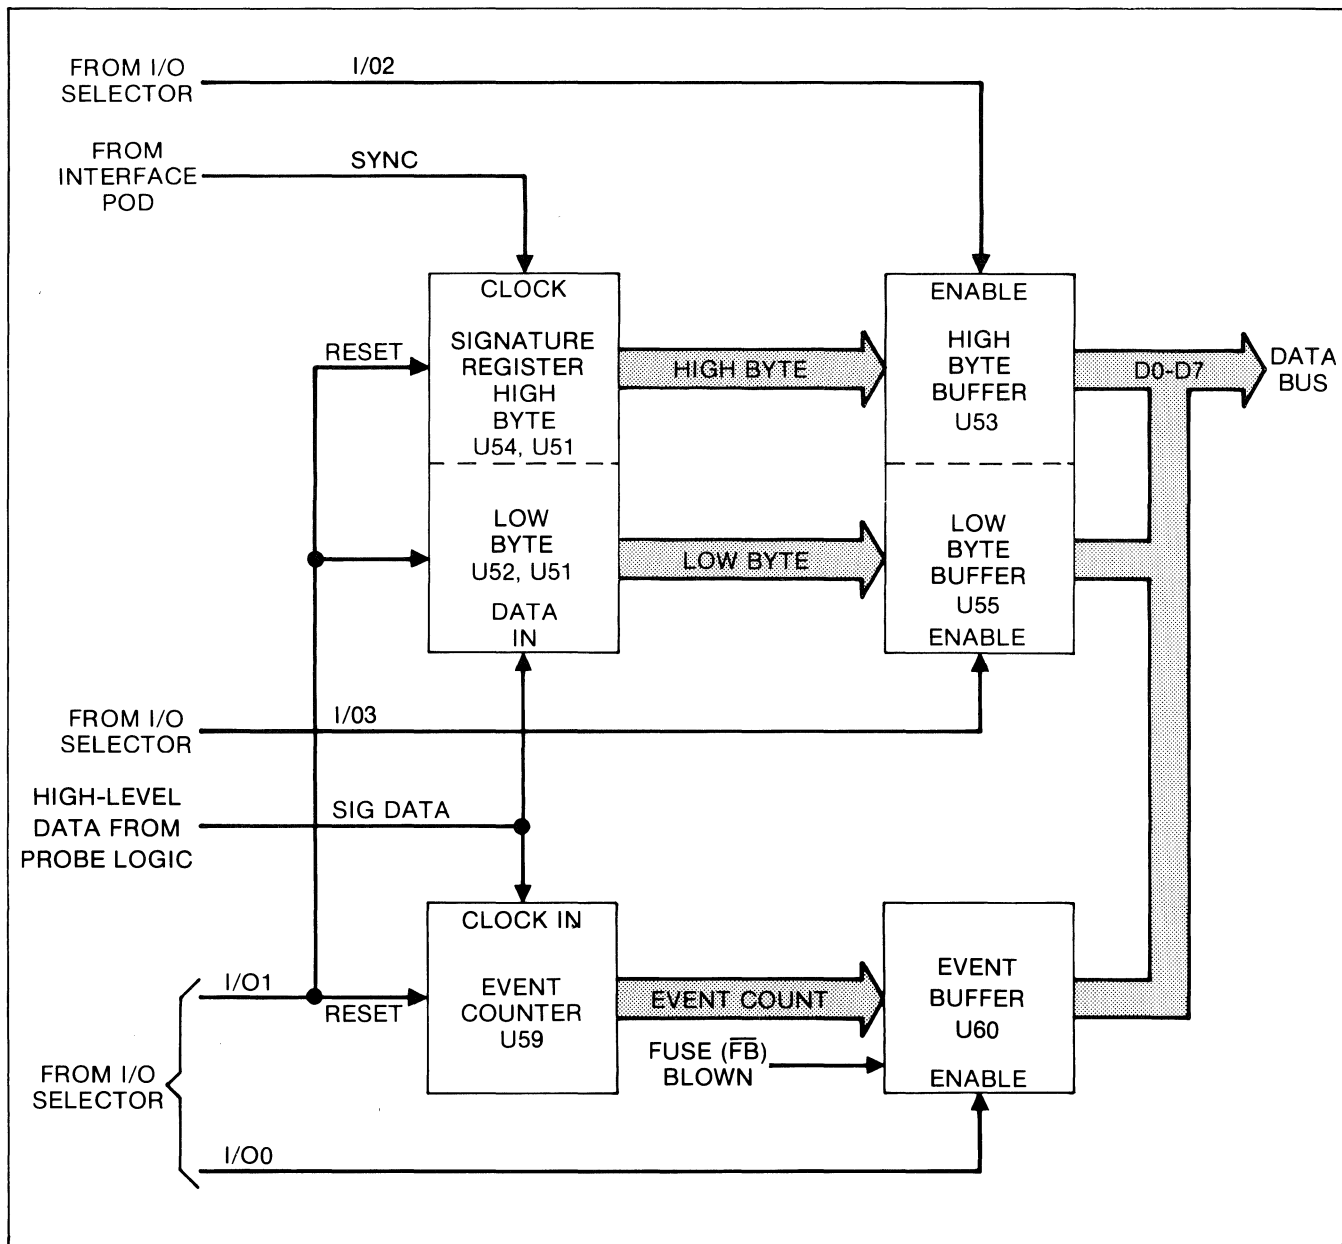 FROM I/O
SELECTOR
I/02
FROM
INTERFACE
POD
SYNC
CLOCK
SIGNATURE
REGISTER
HIGH
BYTE
U54, U51
RESET
HIGH BYTE
ENABLE
HIGH
BYTE
BUFFER
U53
D0-D7
DATA
BUS
LOW
BYTE
U52, U51
DATA
IN
LOW BYTE
LOW
BYTE
BUFFER
U55
ENABLE
FROM I/O
SELECTOR
I/03
HIGH-LEVEL
DATA FROM
PROBE LOGIC
SIG DATA
CLOCK IN
EVENT
COUNTER
U59
I/O1
RESET
EVENT COUNT
EVENT
BUFFER
U60
ENABLE
FUSE (F̅B̅)
BLOWN
FROM I/O
SELECTOR
I/O0